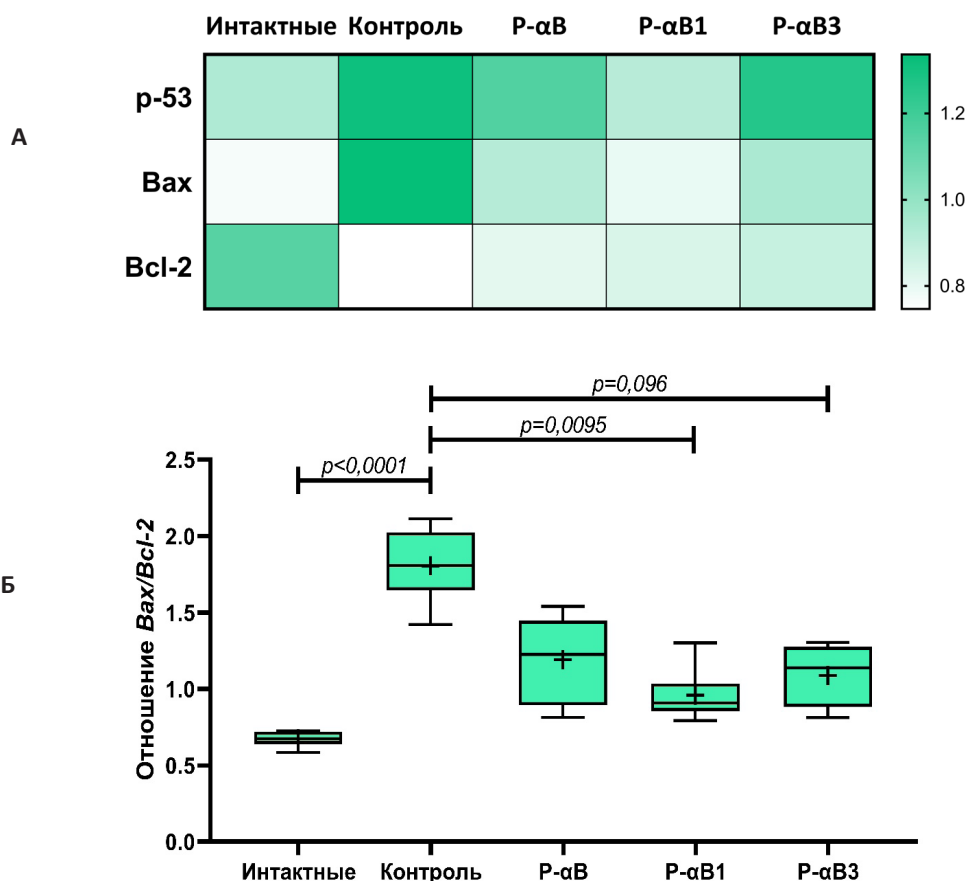 Интактные Контроль P-αB P-αB1 P-αB3
А
p-53
Bax
Bcl-2
1.2
1.0
0.8
Б
Отношение Bax/Bcl-2
2.5
2.0
1.5
1.0
0.5
0.0
p=0,096
p=0,0095
p<0,0001
Интактные Контроль P-αB P-αB1 P-αB3